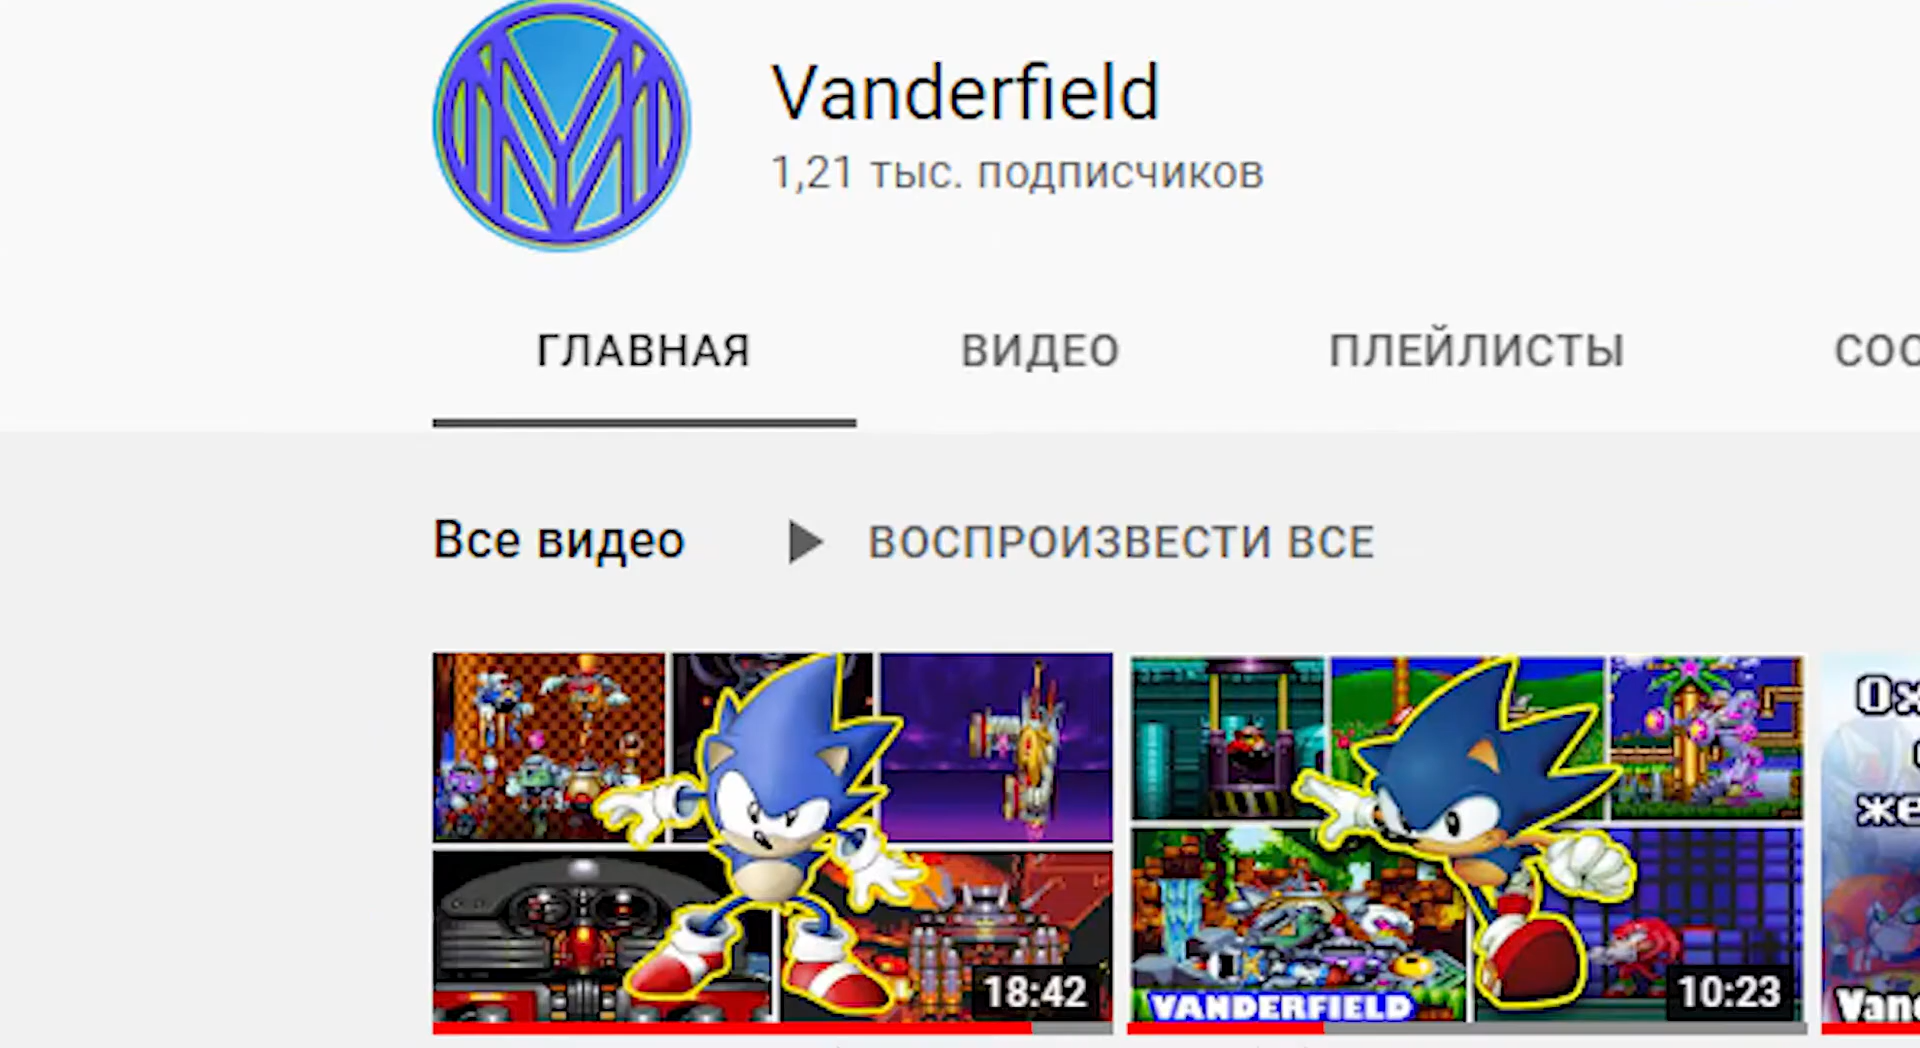 Vanderfield
1,21 тыс. подписчиков
ГЛАВНАЯ
ВИДЕО
ПЛЕЙЛИСТЫ
Все видео
ВОСПРОИЗВЕСТИ ВСЕ
18:42
VANDERFIELD
10:23